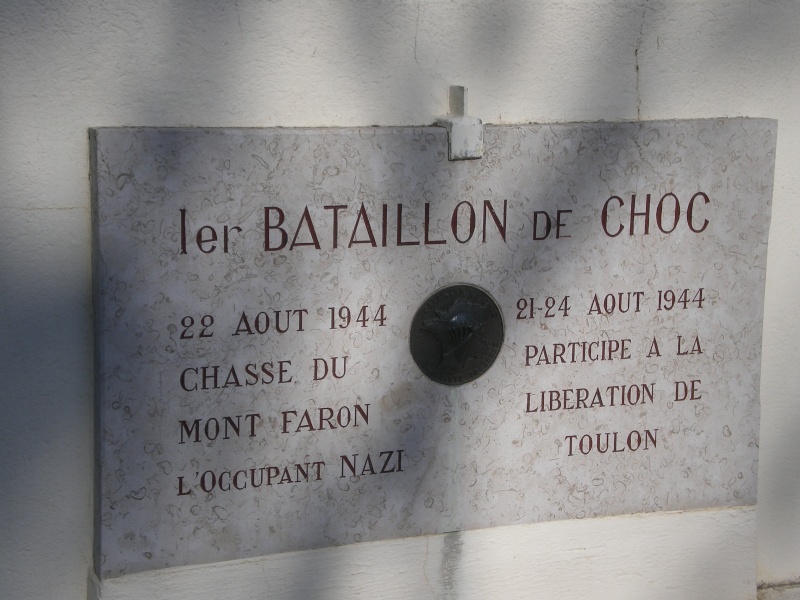 1er BATAILLON DE CHOC
22 AOUT 1944
CHASSE DU
MONT FARON
L'OCCUPANT NAZI
21-24 AOUT 1944
PARTICIPE A LA
LIBERATION DE
TOULON